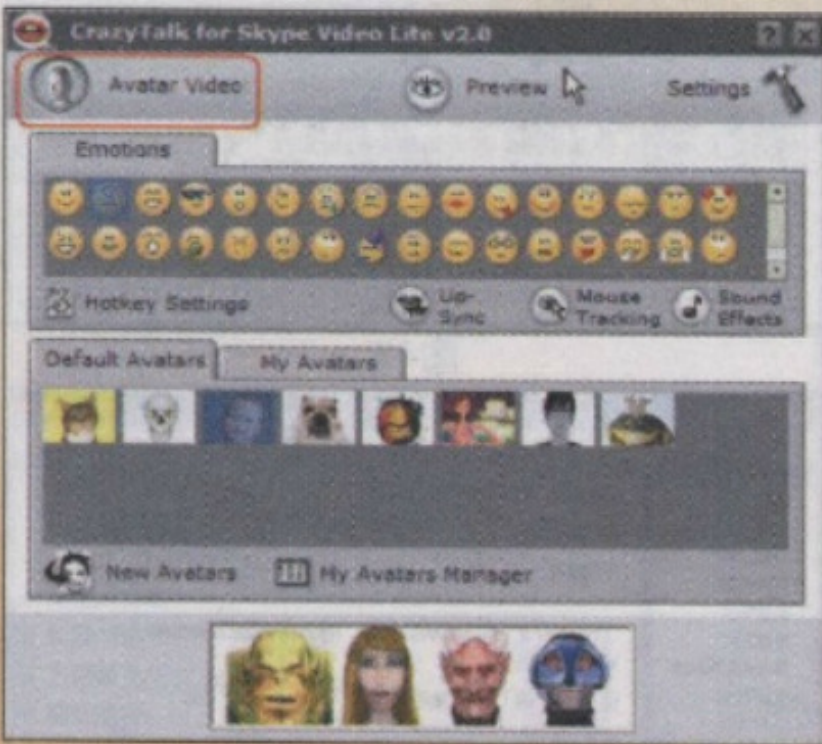 CrazyTalk for Skype Video Lite v2.0
Avatar Video
Preview
Settings
Emotions
Hotkey Settings
Lip-
Sync
Mouse
Tracking
Sound
Effects
Default Avatars
My Avatars
New Avatars
My Avatars Manager